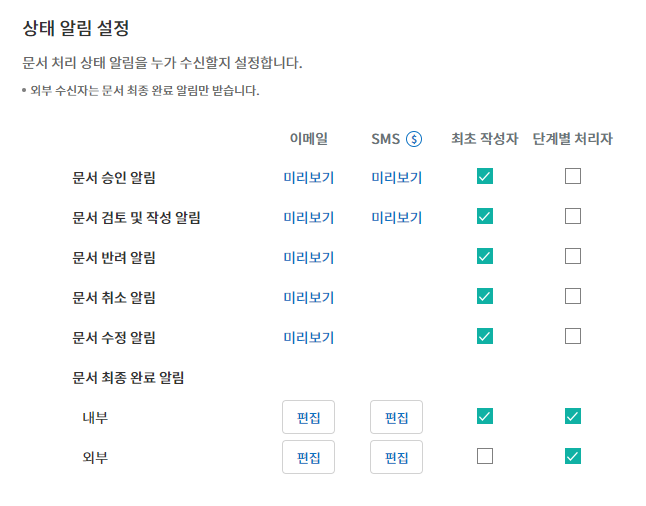 상태 알림 설정
문서 처리 상태 알림을 누가 수신할지 설정합니다.
• 외부 수신자는 문서 최종 완료 알림만 받습니다.
이메일 SMS $ 최초 작성자 단계별 처리자
문서 승인 알림 미리보기 미리보기
문서 검토 및 작성 알림 미리보기 미리보기
문서 반려 알림 미리보기
문서 취소 알림 미리보기
문서 수정 알림 미리보기
문서 최종 완료 알림
내부 편집 편집
외부 편집 편집